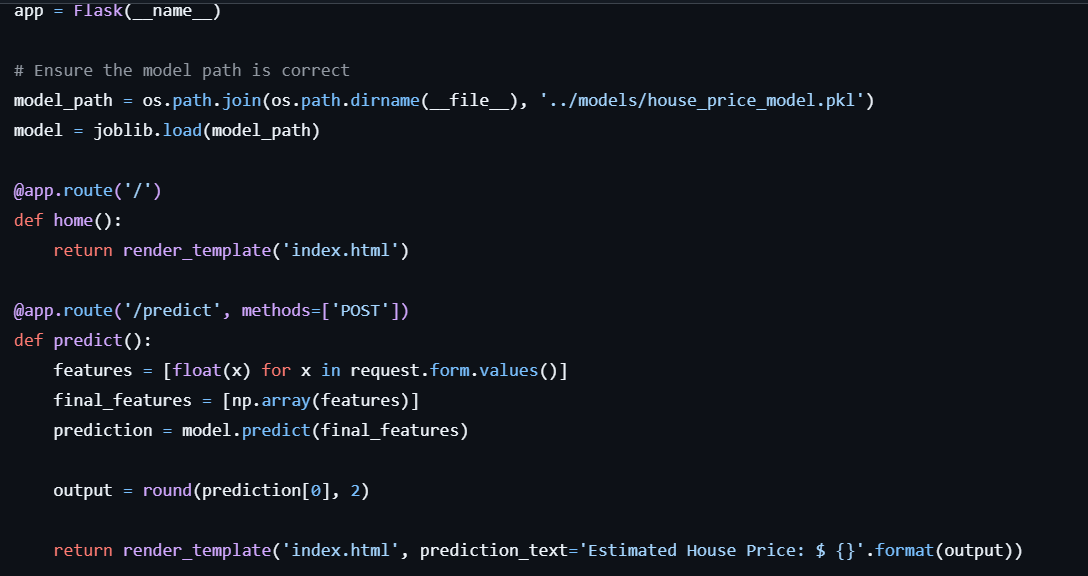 app = Flask(__name__)
# Ensure the model path is correct
model_path = os.path.join(os.path.dirname(__file__), '../models/house_price_model.pkl')
model = joblib.load(model_path)
@app.route('/')
def home():
    return render_template('index.html')
@app.route('/predict', methods=['POST'])
def predict():
    features = [float(x) for x in request.form.values()]
    final_features = [np.array(features)]
    prediction = model.predict(final_features)
    output = round(prediction[0], 2)
    return render_template('index.html', prediction_text='Estimated House Price: $ {}'.format(output))